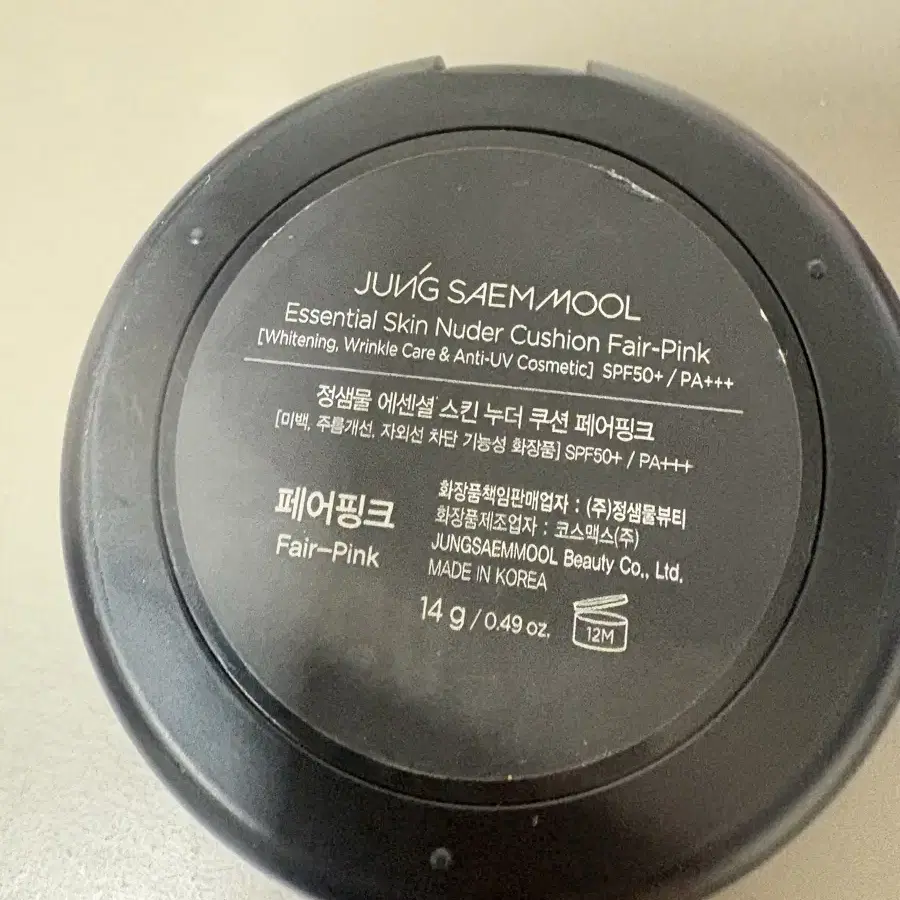 JUNG SAEMMOOL
Essential Skin Nuder Cushion Fair-Pink
[Whitening, Wrinkle Care & Anti-UV Cosmetic] SPF50+ / PA+++
정샘물 에센셜 스킨 누더 쿠션 페어핑크
[미백, 주름개선, 자외선 차단 기능성 화장품] SPF50+ / PA+++
페어핑크
Fair-Pink
화장품책임판매업자 : (주)정샘물뷰티
화장품제조업자 : 코스맥스(주)
JUNGSAEMMOOL Beauty Co., Ltd.
MADE IN KOREA
14 g / 0.49 oz.
12M